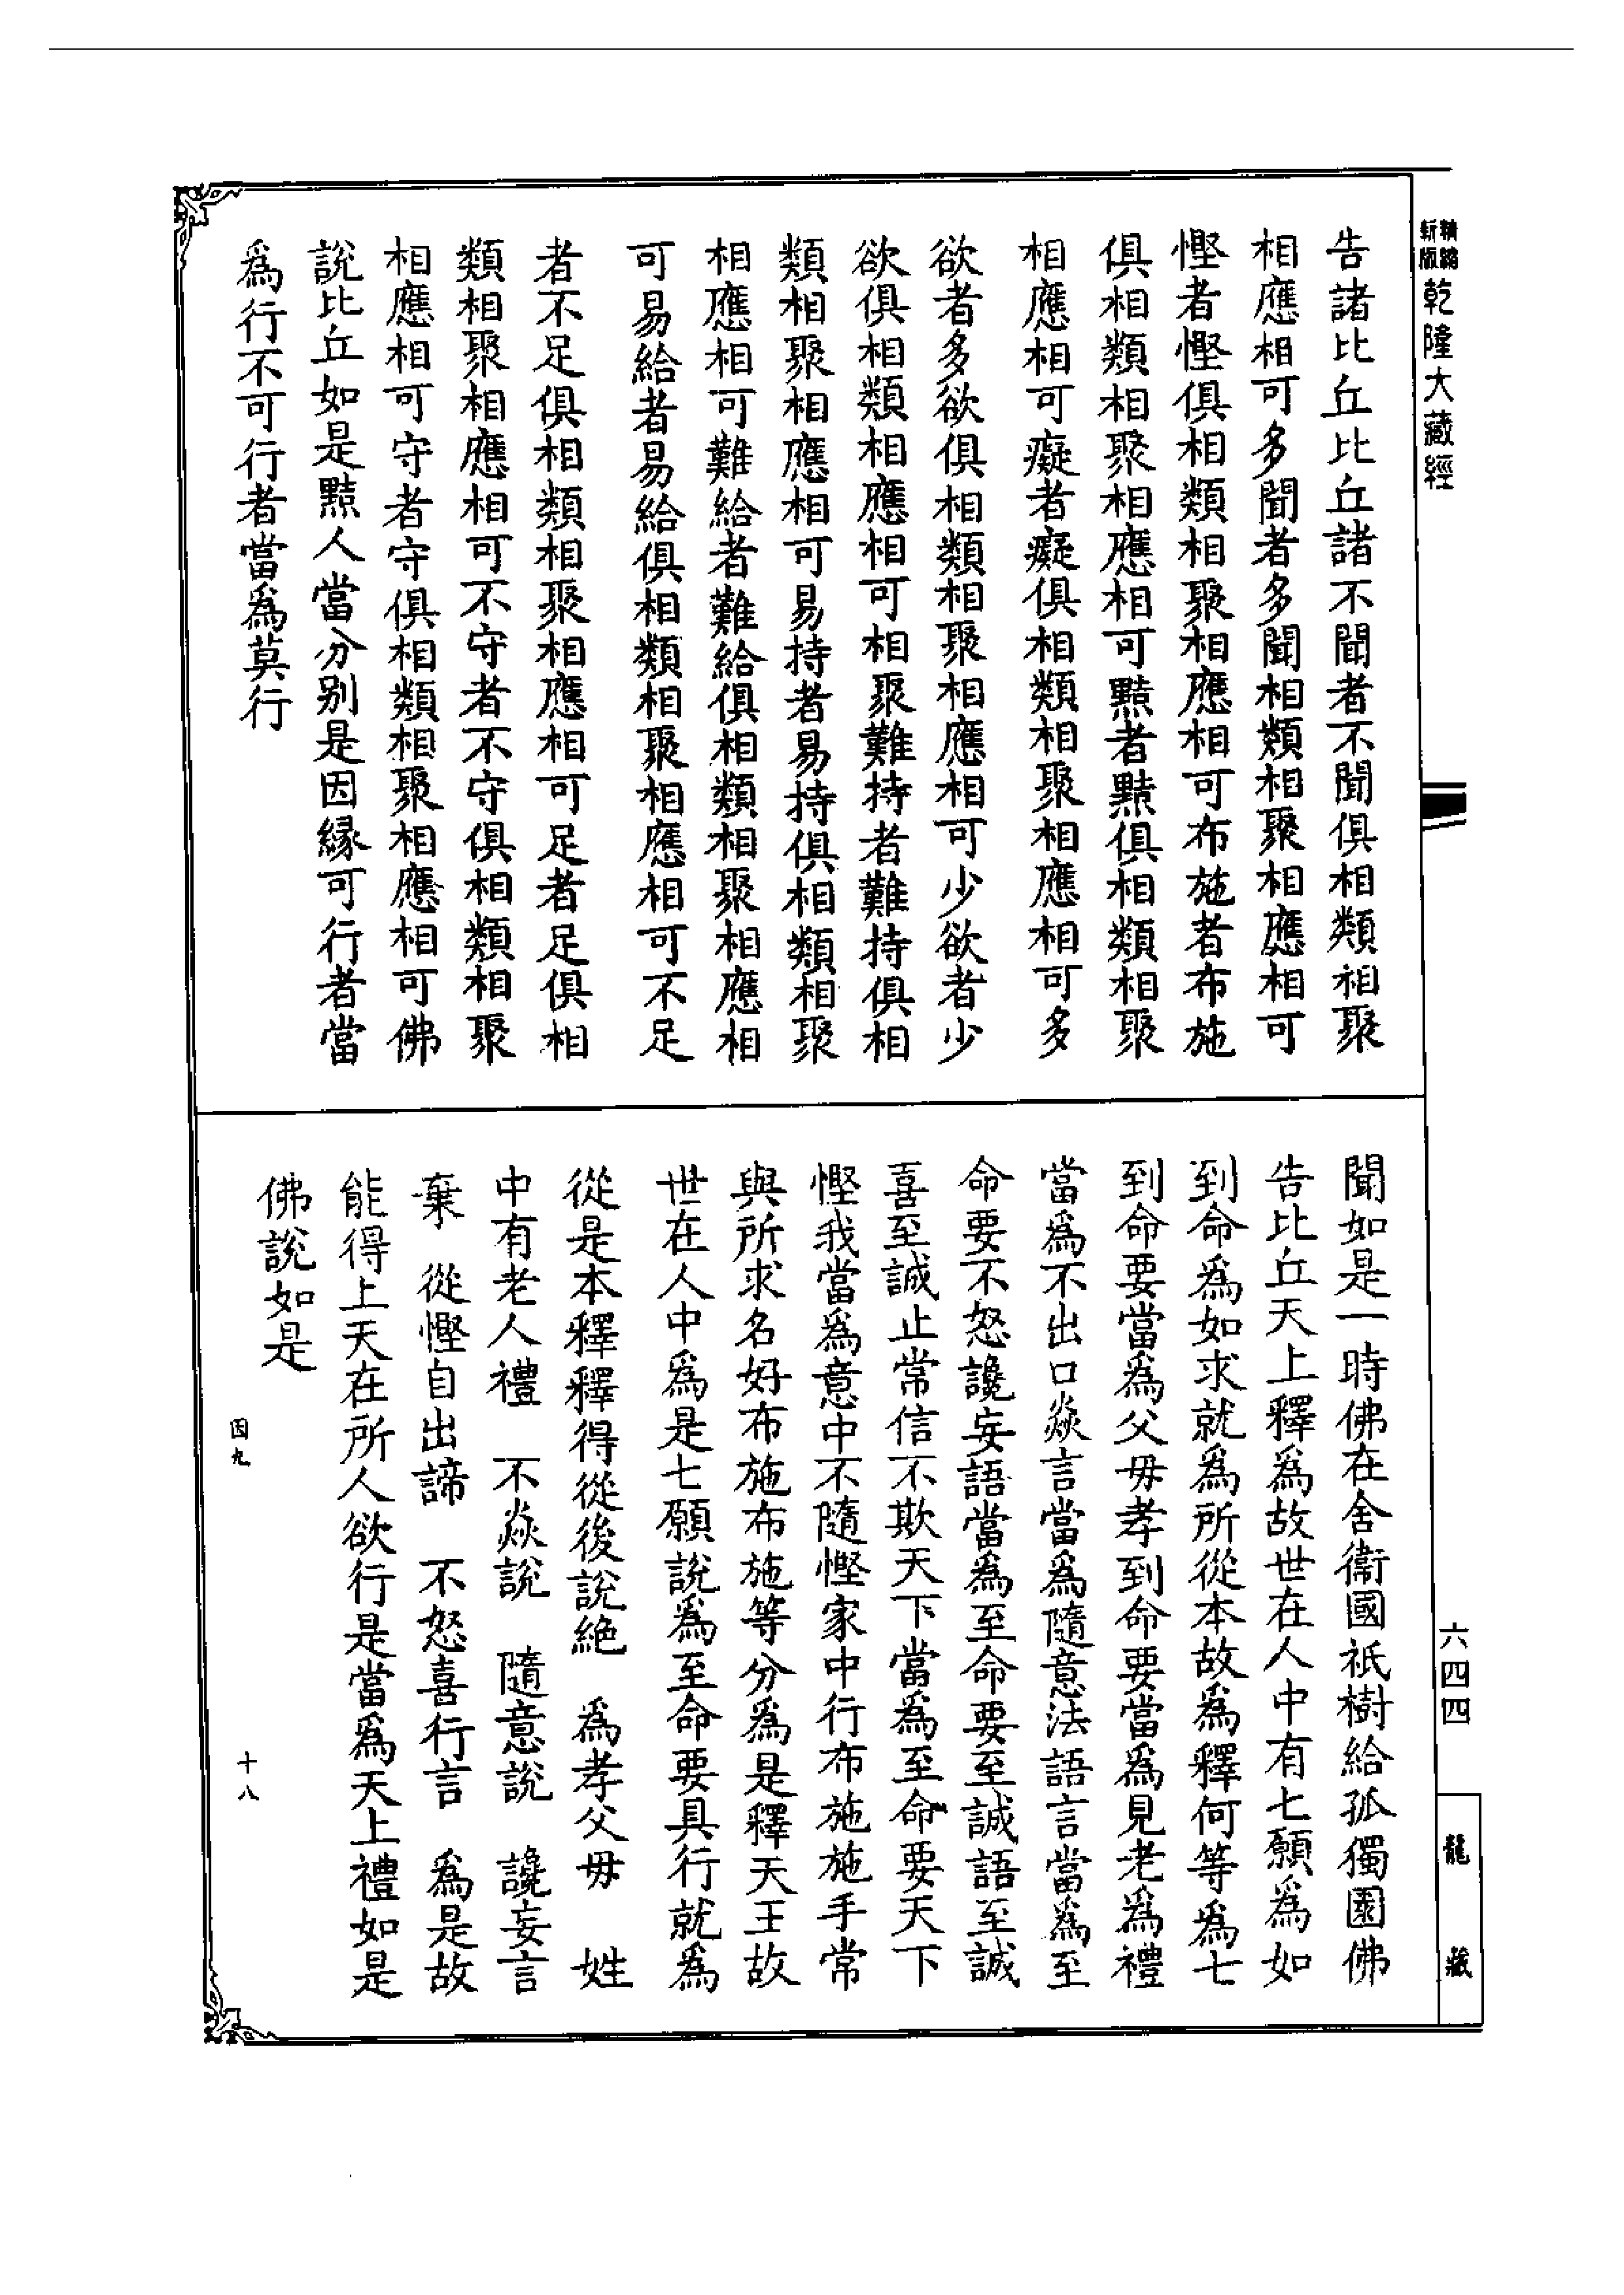 精縮
新版
乾隆大藏經
告諸比丘比丘諸不聞者不聞俱相類相聚
相應相可多聞者多聞相類相聚相應相可
慳者慳俱相類相聚相應相可布施者布施
俱相類相聚相應相可黠者黠俱相類相聚
相應相可癡者癡俱相類相聚相應相可多
欲者多欲俱相類相聚相應相可少欲者少
欲俱相類相應相可相聚難持者難持俱相
類相聚相應相可易持者易持俱相類相聚
相應相可難給者難給俱相類相聚相應相
可易給者易給俱相類相聚相應相可不足
者不足俱相類相聚相應相可足者足俱相
類相聚相應相可不守者不守俱相類相聚
相應相可守者守俱相類相聚相應相可佛
說比丘如是黠人當分別是因緣可行者當
爲行不可行者當爲莫行
聞如是一時佛在舍衞國祇樹給孤獨園佛
告比丘天上釋爲故世在人中有七願爲如
到命爲如求就爲所從本故爲釋何等爲七
到命要當爲父毋孝到命要當爲見老爲禮
當爲不出口焱言當爲隨意法語言當爲至
命要不怒讒妄語當爲至命要至誠語至誠
喜至誠止常信不欺天下當爲至命要天下
慳我當爲意中不隨慳家中行布施施手常
與所求名好布施布施等分爲是釋天王故
世在人中爲是七願說爲至命要具行就爲
從是本釋釋得從後說絶　爲孝父毋　姓
中有老人禮　不焱說　隨意說　讒妄言
棄　從慳自出諦　不怒喜行言　爲是故
能得上天在所人欲行是當爲天上禮如是
佛說如是
因九
十八
六四四
龍藏